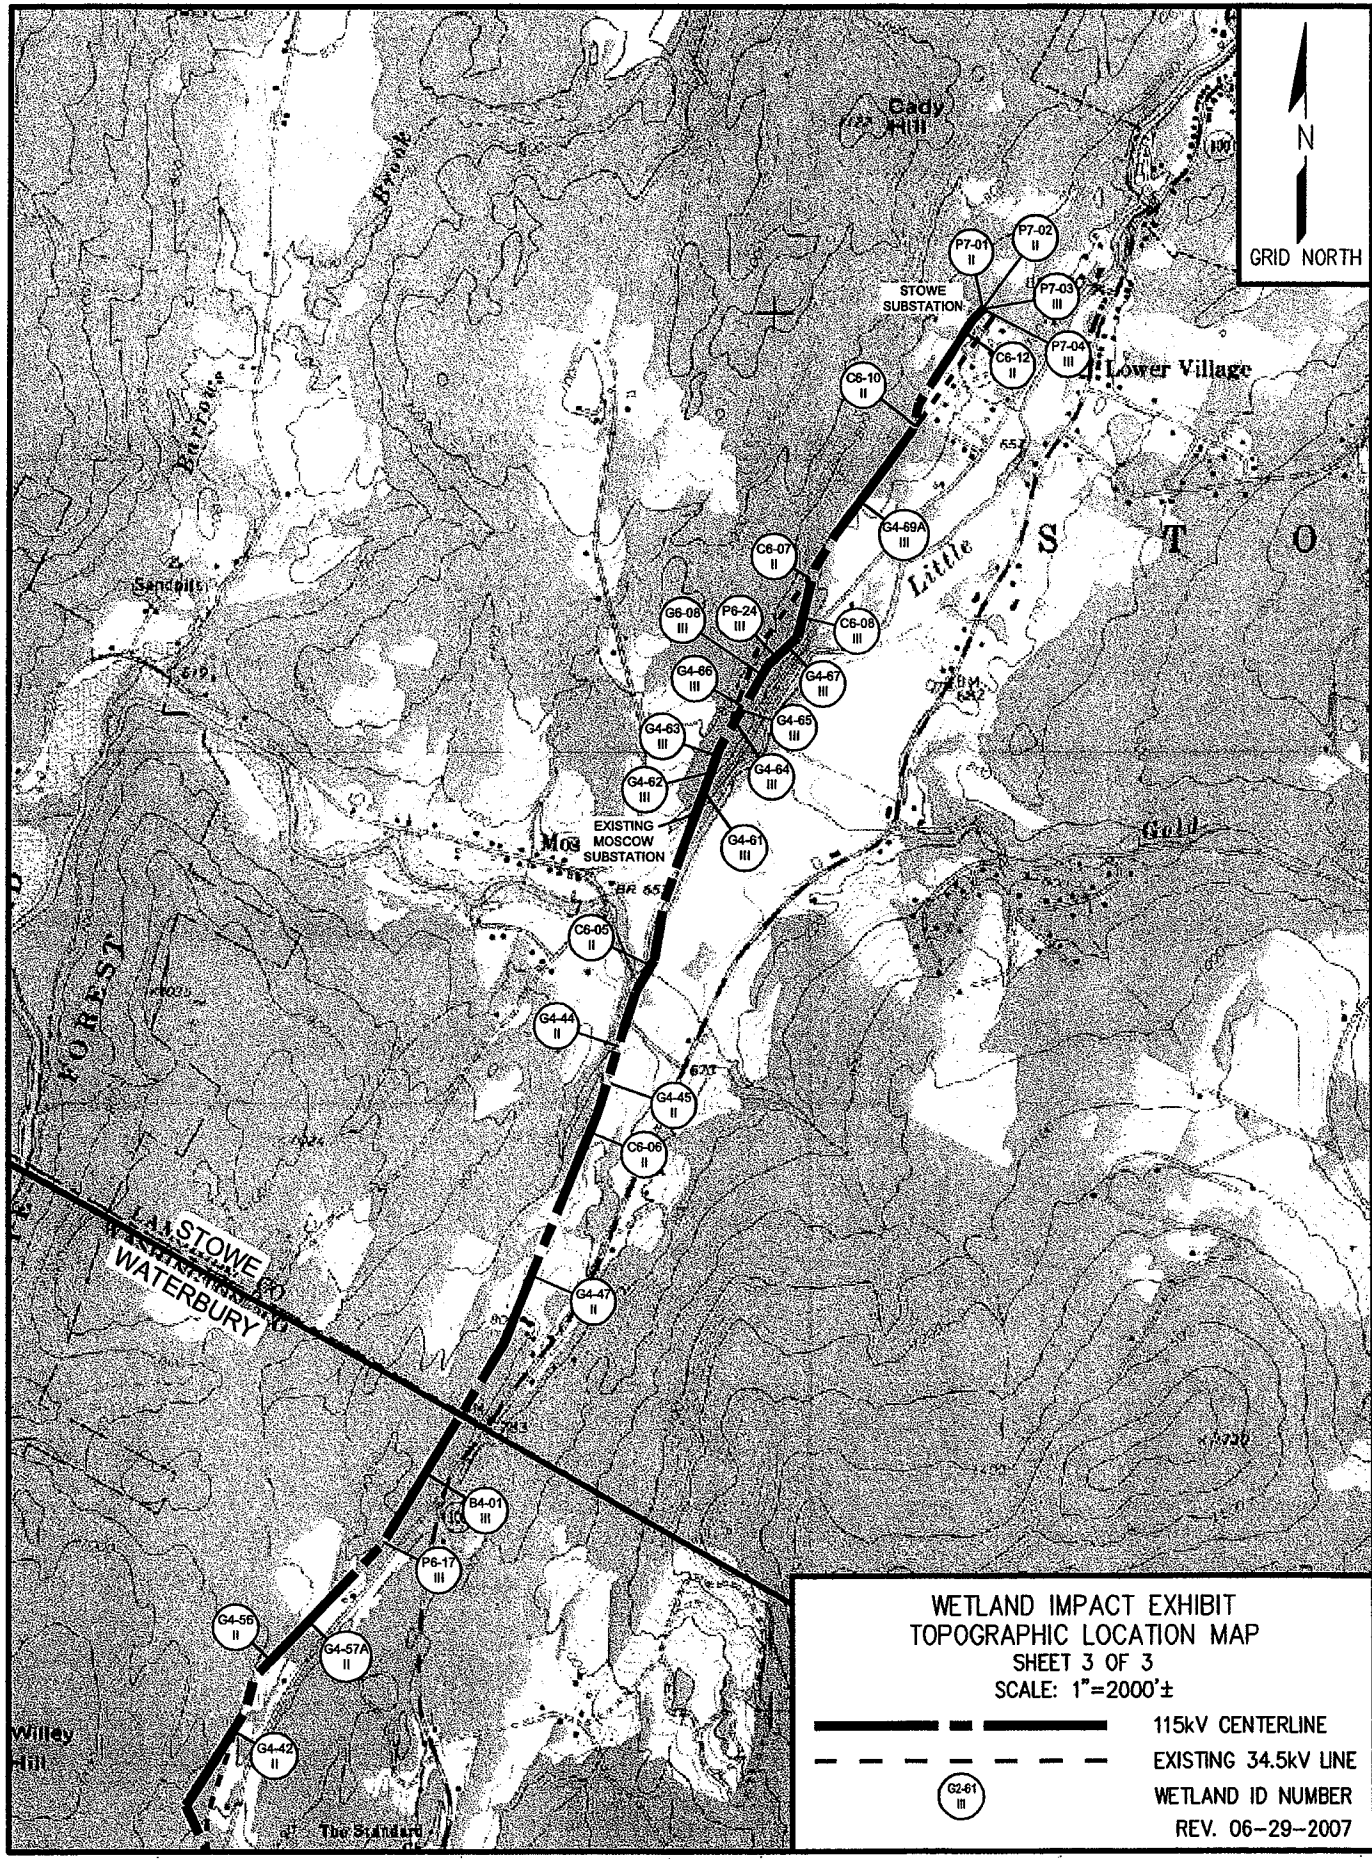 Cady
Hill
N
GRID NORTH
Brook
P7-01
II
P7-02
II
P7-03
III
P7-04
III
STOWE
SUBSTATION
C6-12
II
Lower Village
C6-10
II
Barrows
657
S T O
G4-69A
III
Little
C6-07
II
Sandpits
G6-08
III
P6-24
III
C6-08
III
G4-66
III
G4-67
III
G4-65
III
G4-63
III
G4-64
III
G4-62
III
EXISTING
MOSCOW
SUBSTATION
G4-61
III
Mos
Gold
BR 657
C6-05
II
FOREST
G4-44
II
673
G4-45
II
C6-06
II
1024
STOWE
WATERBURY
G4-47
II
B4-01
III
P6-17
III
G4-56
II
G4-57A
II
Willey
Hill
G4-42
II
The Standard
WETLAND IMPACT EXHIBIT
TOPOGRAPHIC LOCATION MAP
SHEET 3 OF 3
SCALE: 1"=2000'±
115kV CENTERLINE
EXISTING 34.5kV LINE
G2-61
III
WETLAND ID NUMBER
REV. 06-29-2007